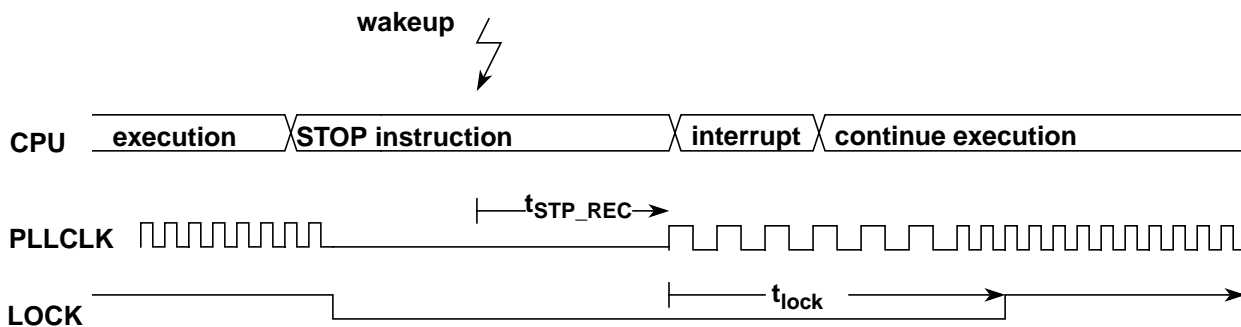 wakeup
CPU execution STOP instruction interrupt continue execution
tSTP_REC
PLLCLK
tlock
LOCK